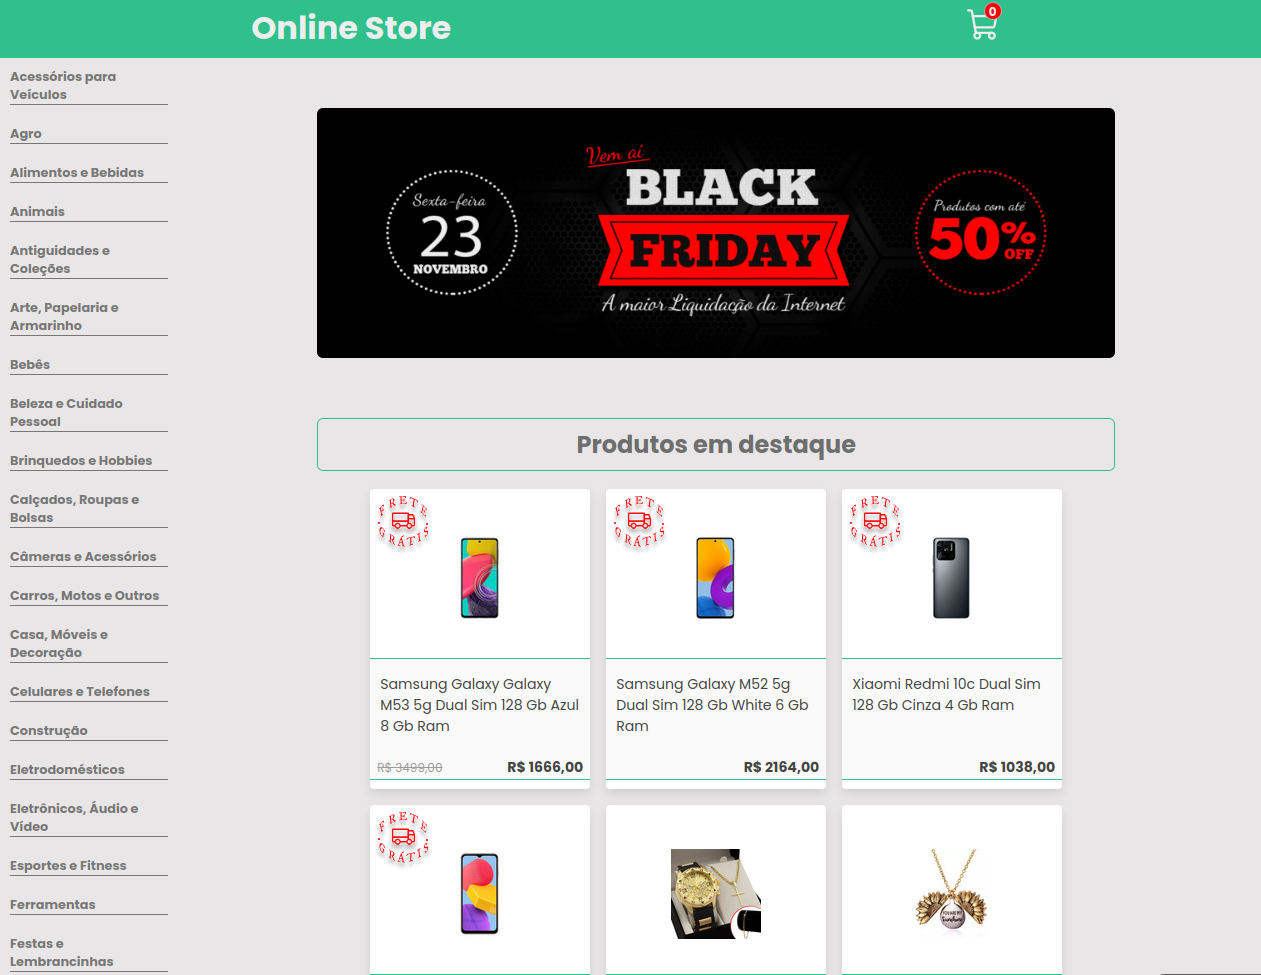 Online Store
0
Acessórios para
Veículos
Agro
Alimentos e Bebidas
Animais
Antiguidades e
Coleções
Arte, Papelaria e
Armarinho
Bebês
Beleza e Cuidado
Pessoal
Brinquedos e Hobbies
Calçados, Roupas e
Bolsas
Câmeras e Acessórios
Carros, Motos e Outros
Casa, Móveis e
Decoração
Celulares e Telefones
Construção
Eletrodomésticos
Eletrônicos, Áudio e
Vídeo
Esportes e Fitness
Ferramentas
Festas e
Lembrancinhas
Sexta-feira
23
NOVEMBRO
Vem aí
BLACK
FRIDAY
A maior Liquidação da Internet
Produtos com até
50%
OFF
Produtos em destaque
FRETE
GRÁTIS
Samsung Galaxy Galaxy
M53 5g Dual Sim 128 Gb Azul
8 Gb Ram
R$ 3499,00
R$ 1666,00
FRETE
GRÁTIS
Samsung Galaxy M52 5g
Dual Sim 128 Gb White 6 Gb
Ram
R$ 2164,00
FRETE
GRÁTIS
Xiaomi Redmi 10c Dual Sim
128 Gb Cinza 4 Gb Ram
R$ 1038,00
FRETE
GRÁTIS
YOU ARE MY
Sunshine